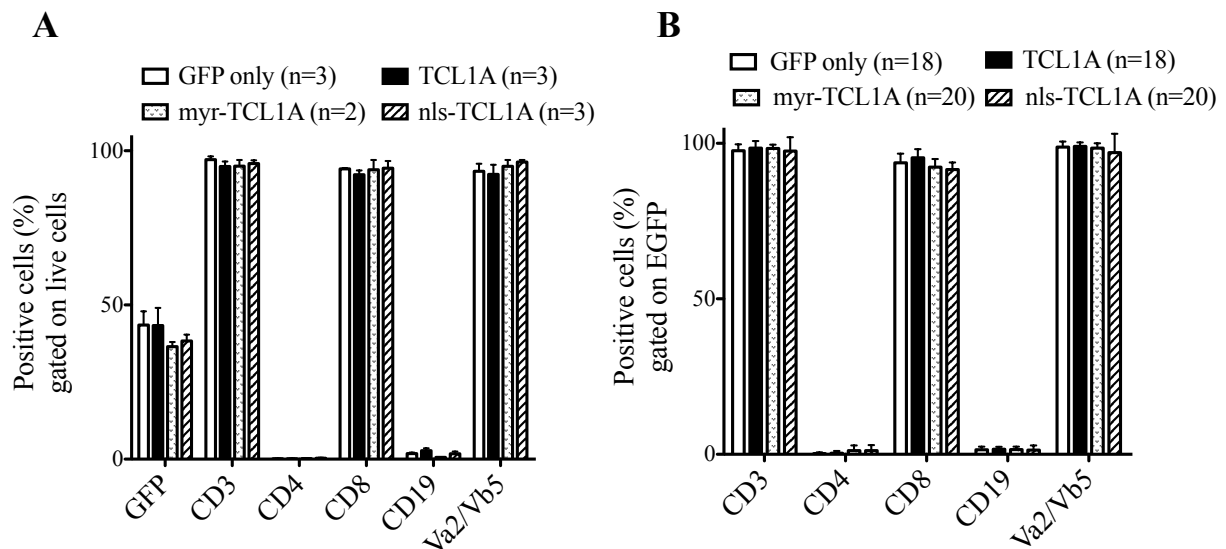 A
GFP only (n=3) TCL1A (n=3)
myr-TCL1A (n=2) nls-TCL1A (n=3)
Positive cells (%)
gated on live cells
100
50
0
GFP
CD3
CD4
CD8
CD19
Va2/Vb5
B
GFP only (n=18) TCL1A (n=18)
myr-TCL1A (n=20) nls-TCL1A (n=20)
Positive cells (%)
gated on EGFP
100
50
0
CD3
CD4
CD8
CD19
Va2/Vb5